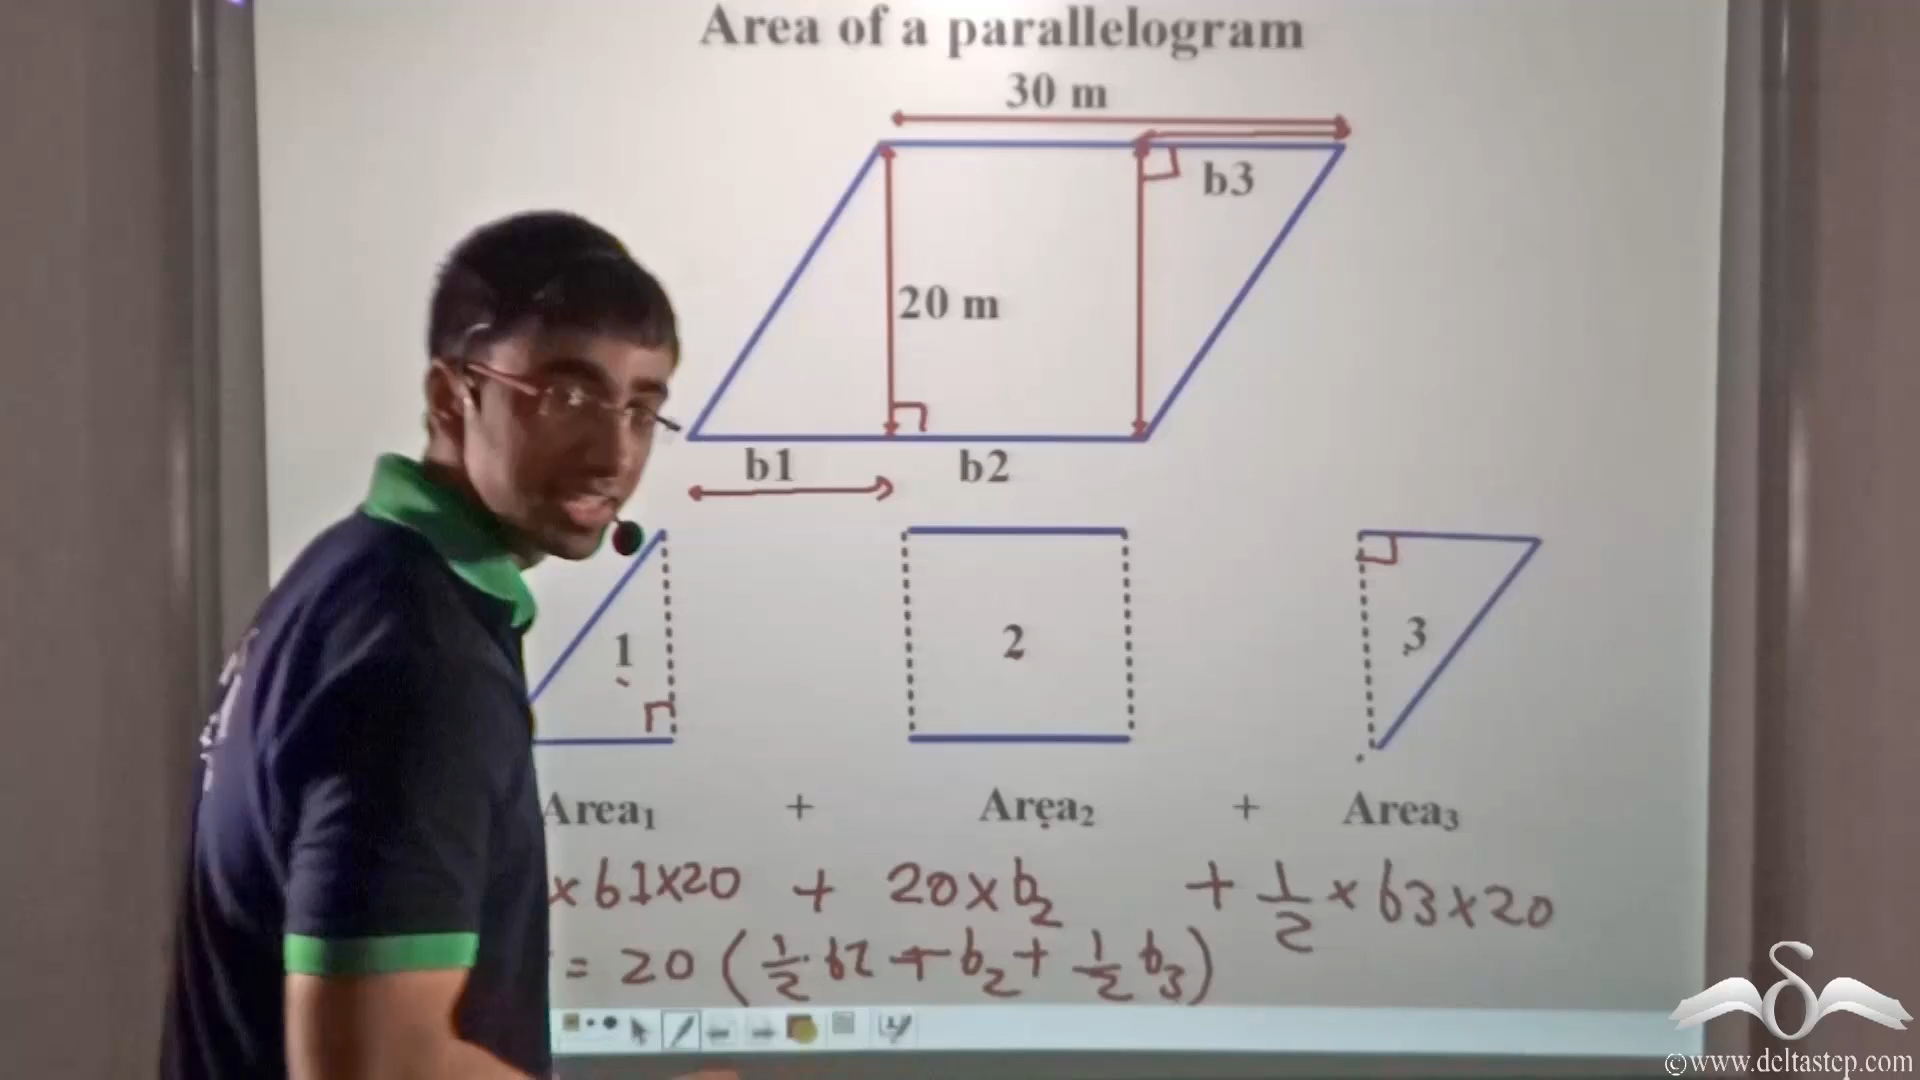 Area of a parallelogram
30 m
b3
20 m
b1 b2
1 2 3
Area₁ + Area₂ + Area₃
× b1×20 + 20×b₂ + 1/2 × b3×20
= 20 (1/2 · b1 + b₂ + 1/2 b₃)
©www.deltastep.com